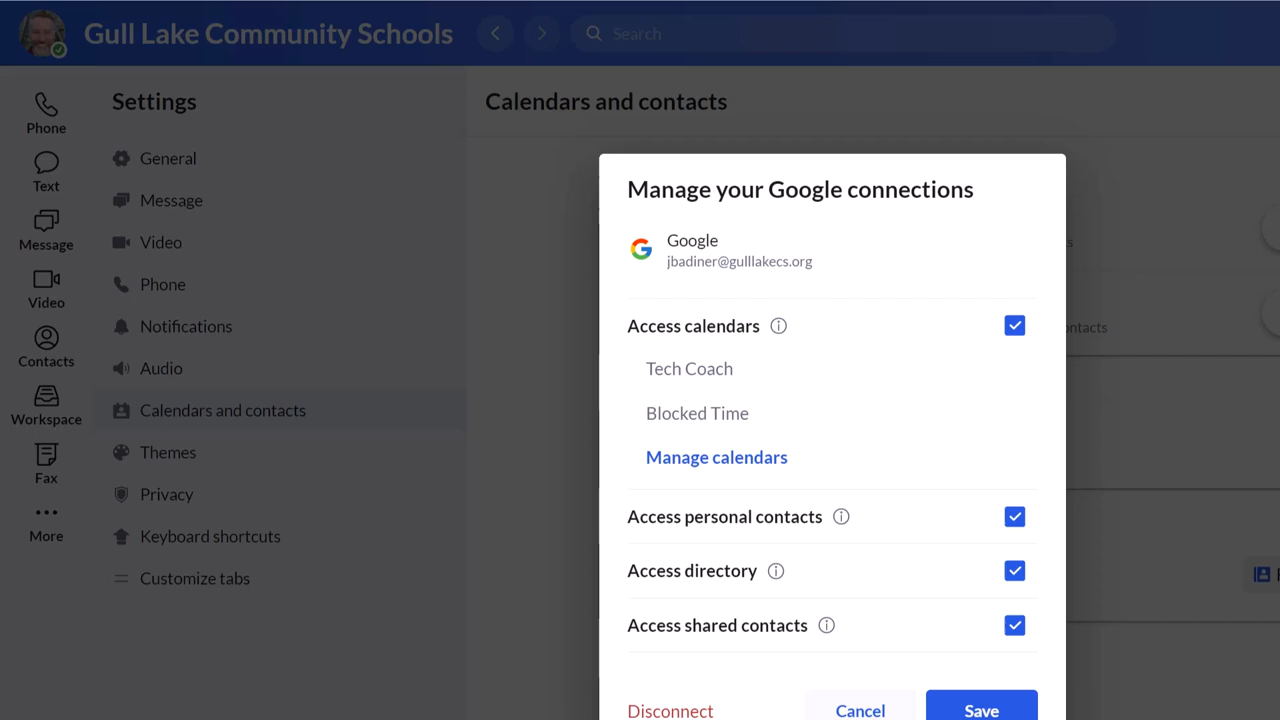 Gull Lake Community Schools
Search
Phone
Text
Message
Video
Contacts
Workspace
Fax
More
Settings
General
Message
Video
Phone
Notifications
Audio
Calendars and contacts
Themes
Privacy
Keyboard shortcuts
Customize tabs
Calendars and contacts
Manage your Google connections
Google
jbadiner@gulllakecs.org
Access calendars
Tech Coach
Blocked Time
Manage calendars
Access personal contacts
Access directory
Access shared contacts
Disconnect
Cancel
Save